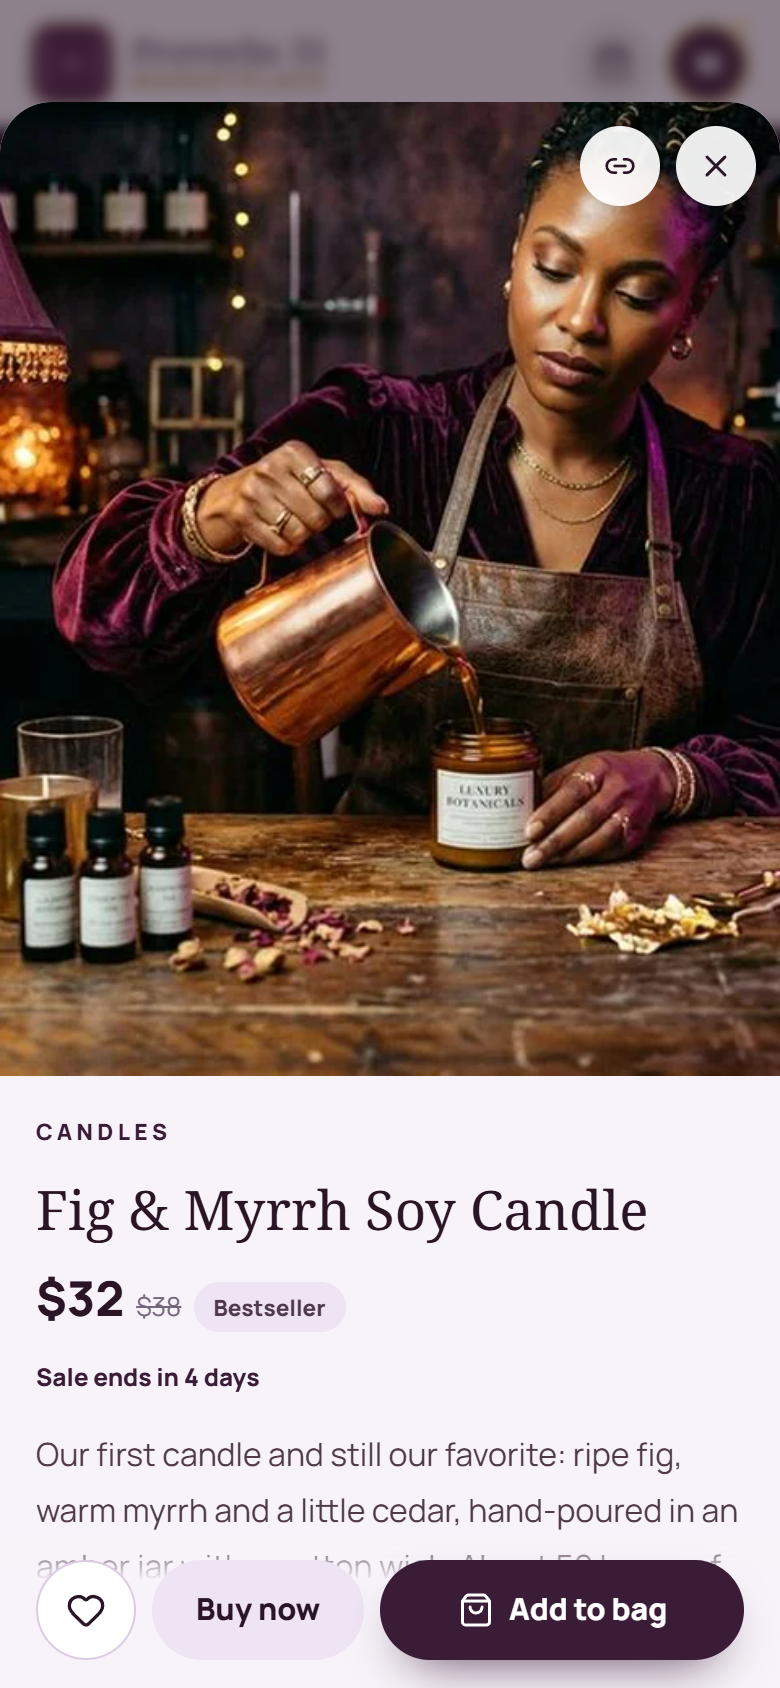 Proverbs 31
LUXURY
BOTANICALS
CANDLES
Fig & Myrrh Soy Candle
$32 $38 Bestseller
Sale ends in 4 days
Our first candle and still our favorite: ripe fig,
warm myrrh and a little cedar, hand-poured in an
Buy now
Add to bag